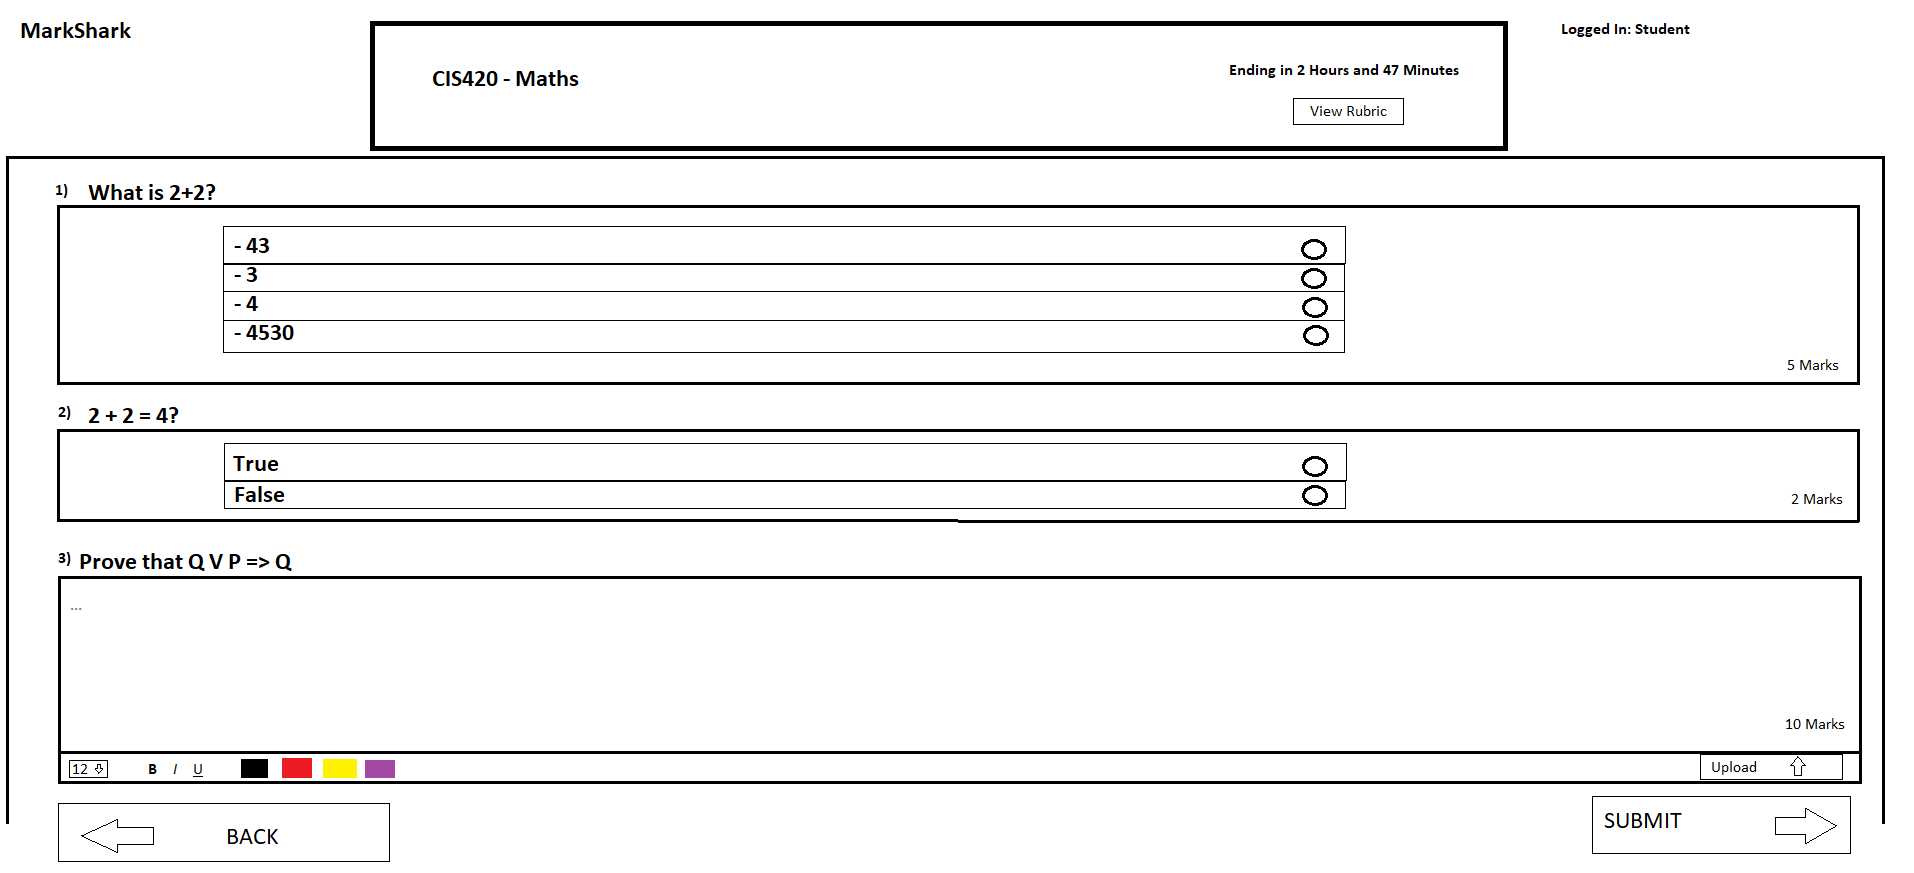 MarkShark
Logged In: Student
CIS420 - Maths
Ending in 2 Hours and 47 Minutes
View Rubric
1) What is 2+2?
- 43
- 3
- 4
- 4530
5 Marks
2) 2 + 2 = 4?
True
False
2 Marks
3) Prove that Q V P => Q
...
10 Marks
12 B I U
Upload
BACK
SUBMIT